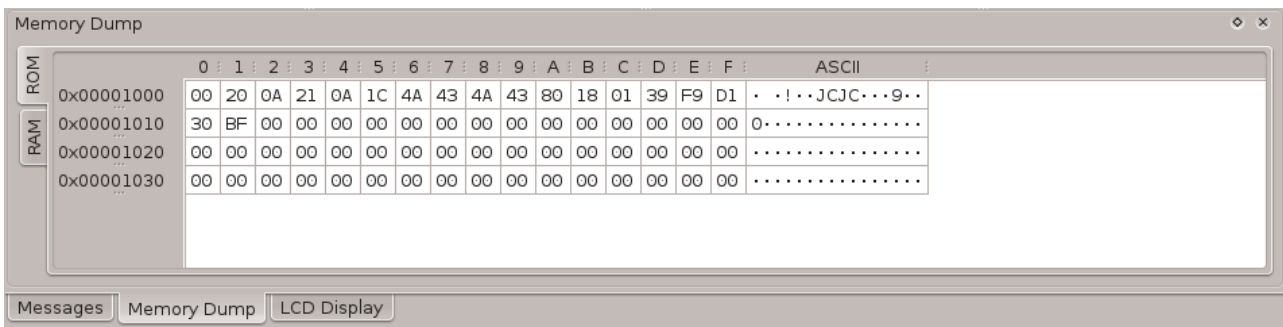 Memory Dump
ROM
RAM
0 1 2 3 4 5 6 7 8 9 A B C D E F ASCII
0x00001000 00 20 0A 21 0A 1C 4A 43 4A 43 80 18 01 39 F9 D1 · ·!··JCJC···9··
0x00001010 30 BF 00 00 00 00 00 00 00 00 00 00 00 00 00 00 0···············
0x00001020 00 00 00 00 00 00 00 00 00 00 00 00 00 00 00 00 ················
0x00001030 00 00 00 00 00 00 00 00 00 00 00 00 00 00 00 00 ················
Messages Memory Dump LCD Display